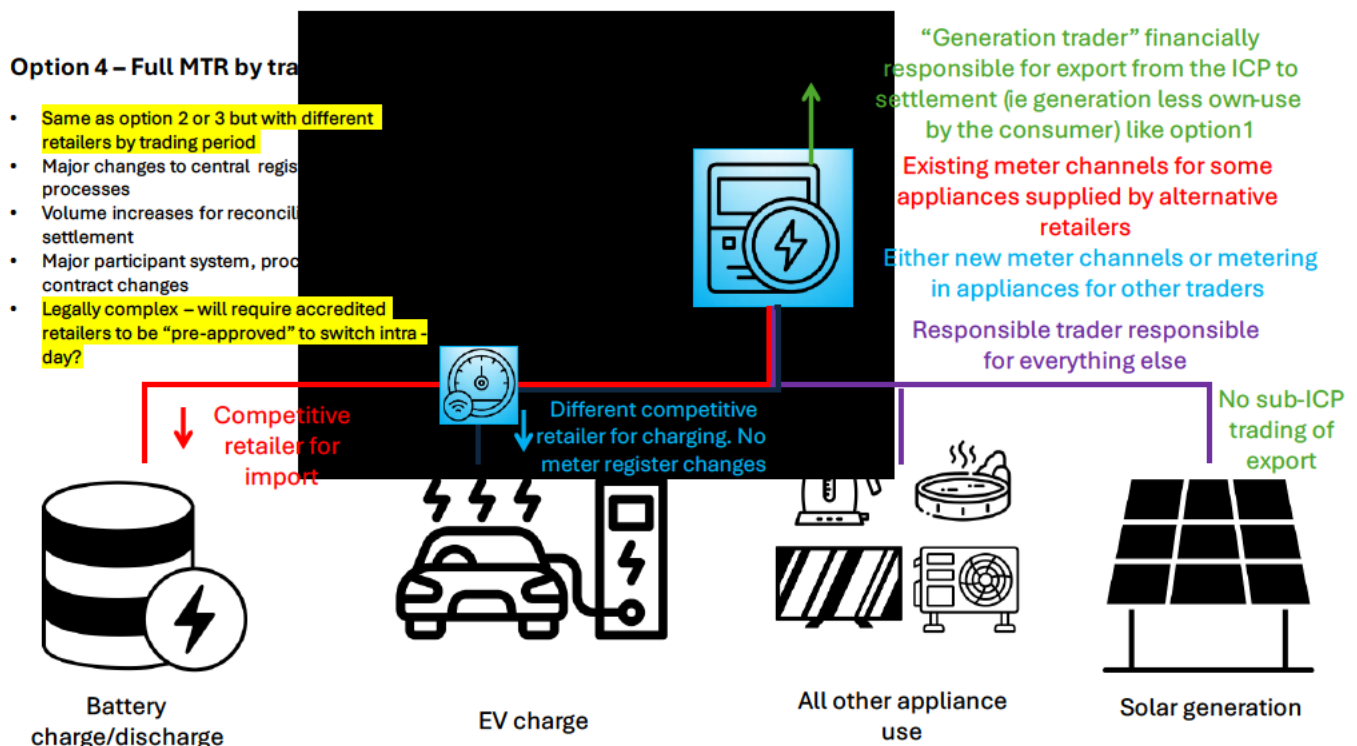 Option 4 – Full MTR by
• Same as option 2 or 3 but with different
retailers by trading period
• Major changes to central
processes
• Volume increases for
settlement
• Major participant system,
contract changes
• Legally complex – will require accredited
retailers to be “pre-approved” to switch intra -
day?
“Generation trader” financially
responsible for export from the ICP to
settlement (ie generation less own-use
by the consumer) like option1
Existing meter channels for some
appliances supplied by alternative
retailers
Either new meter channels or metering
in appliances for other traders
Responsible trader responsible
for everything else
Competitive
retailer for
import
Different competitive
retailer for charging. No
meter register changes
No sub-ICP
trading of
export
Battery
charge/discharge
EV charge
All other appliance
use
Solar generation